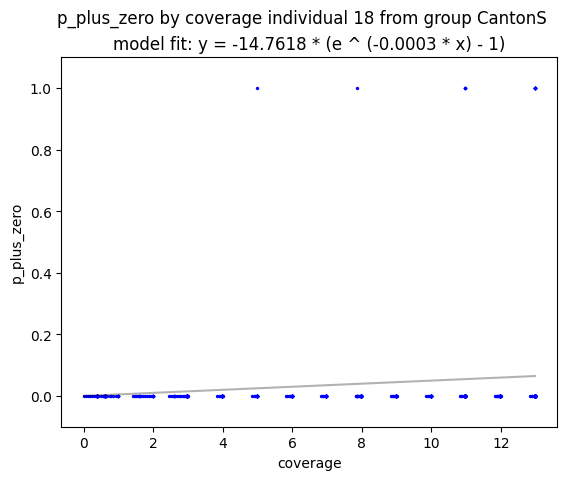 p_plus_zero by coverage individual 18 from group CantonS
model fit: y = -14.7618 * (e ^ (-0.0003 * x) - 1)
1.0
0.8
0.6
0.4
0.2
0.0
p_plus_zero
0 2 4 6 8 10 12
coverage